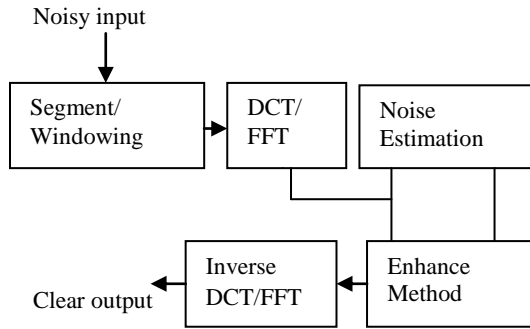 Noisy input
Segment/
Windowing
DCT/
FFT
Noise
Estimation
Enhance
Method
Inverse
DCT/FFT
Clear output